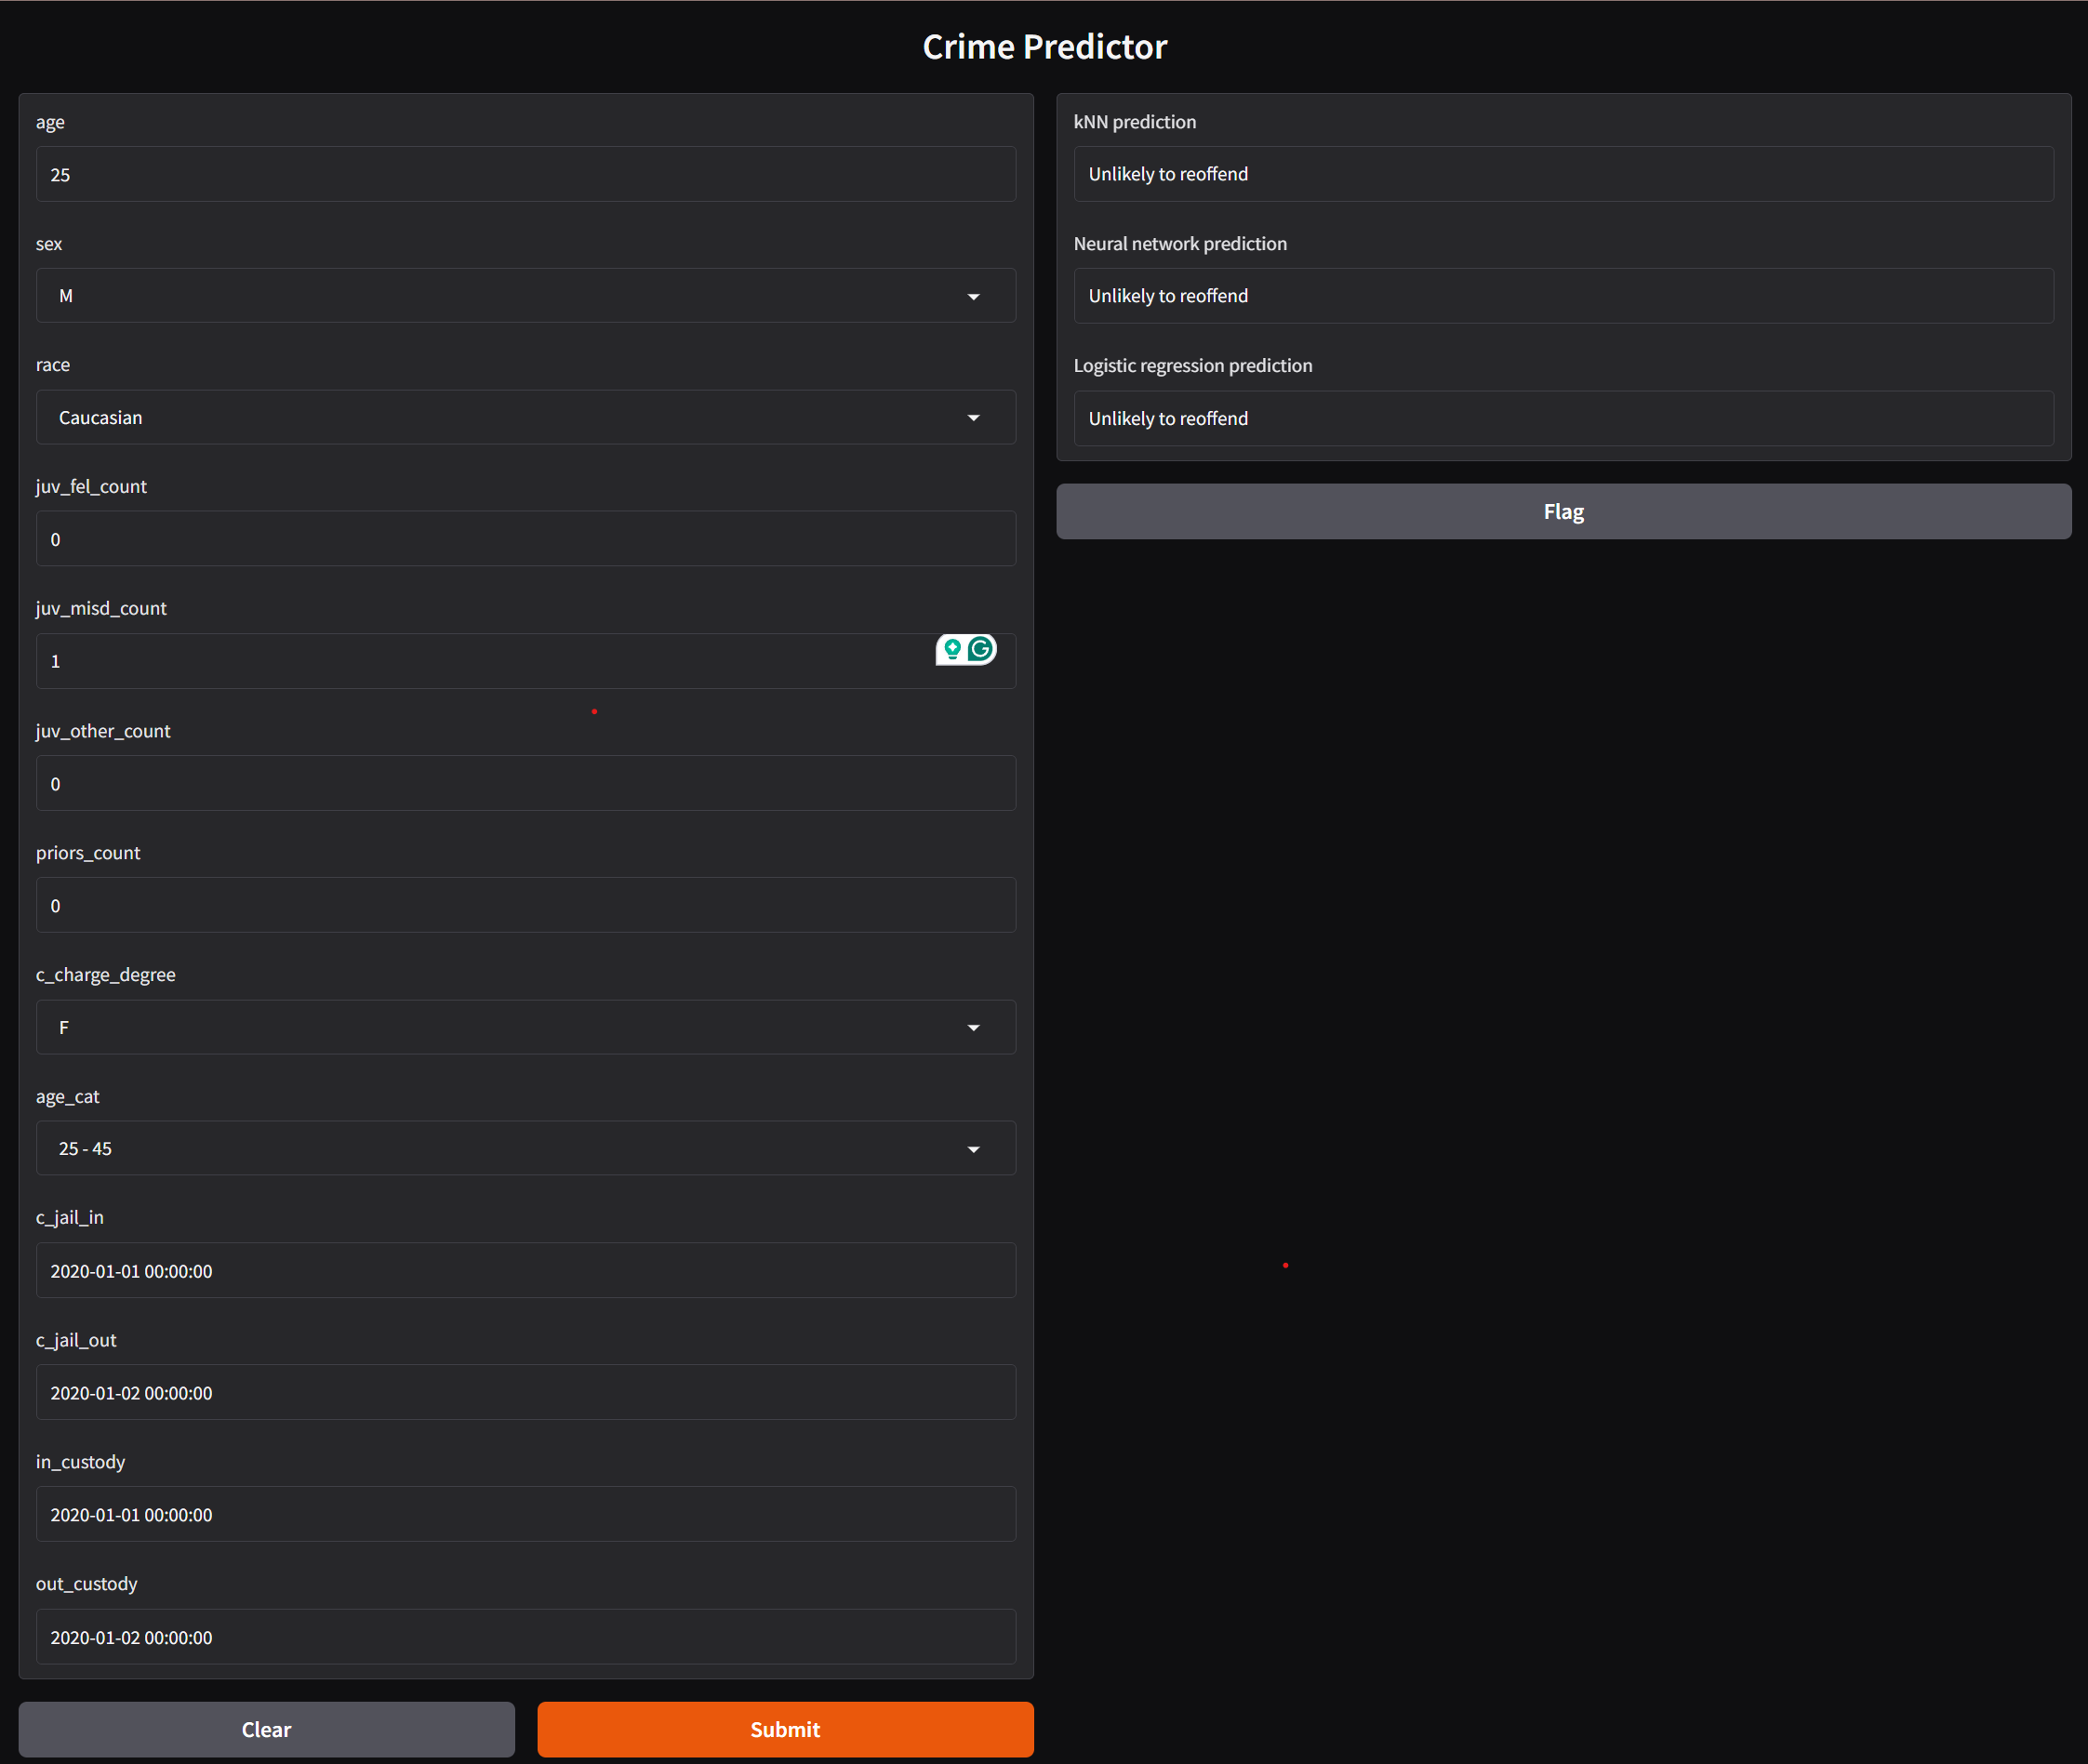 Crime Predictor
age
25
sex
M
race
Caucasian
juv_fel_count
0
juv_misd_count
1
juv_other_count
0
priors_count
0
c_charge_degree
F
age_cat
25 - 45
c_jail_in
2020-01-01 00:00:00
c_jail_out
2020-01-02 00:00:00
in_custody
2020-01-01 00:00:00
out_custody
2020-01-02 00:00:00
Clear
Submit
kNN prediction
Unlikely to reoffend
Neural network prediction
Unlikely to reoffend
Logistic regression prediction
Unlikely to reoffend
Flag